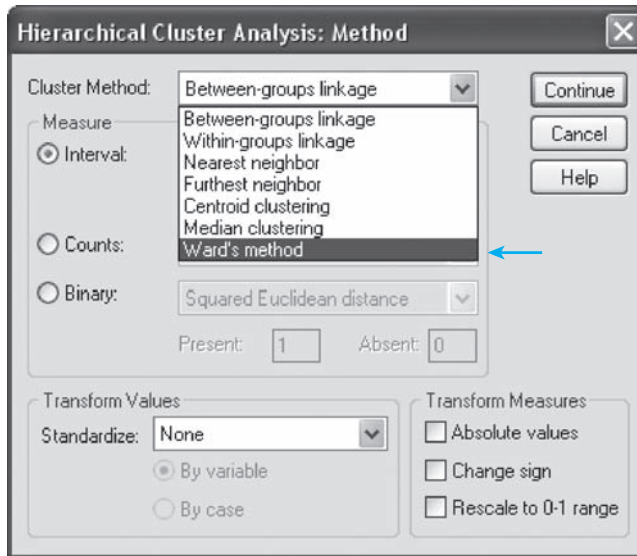 Hierarchical Cluster Analysis: Method
Cluster Method:
Between-groups linkage
Between-groups linkage
Within-groups linkage
Nearest neighbor
Furthest neighbor
Centroid clustering
Median clustering
Ward's method
Continue
Cancel
Help
Measure
Interval:
Counts:
Binary:
Squared Euclidean distance
Present: 1 Absent: 0
Transform Values
Standardize: None
By variable
By case
Transform Measures
Absolute values
Change sign
Rescale to 0-1 range